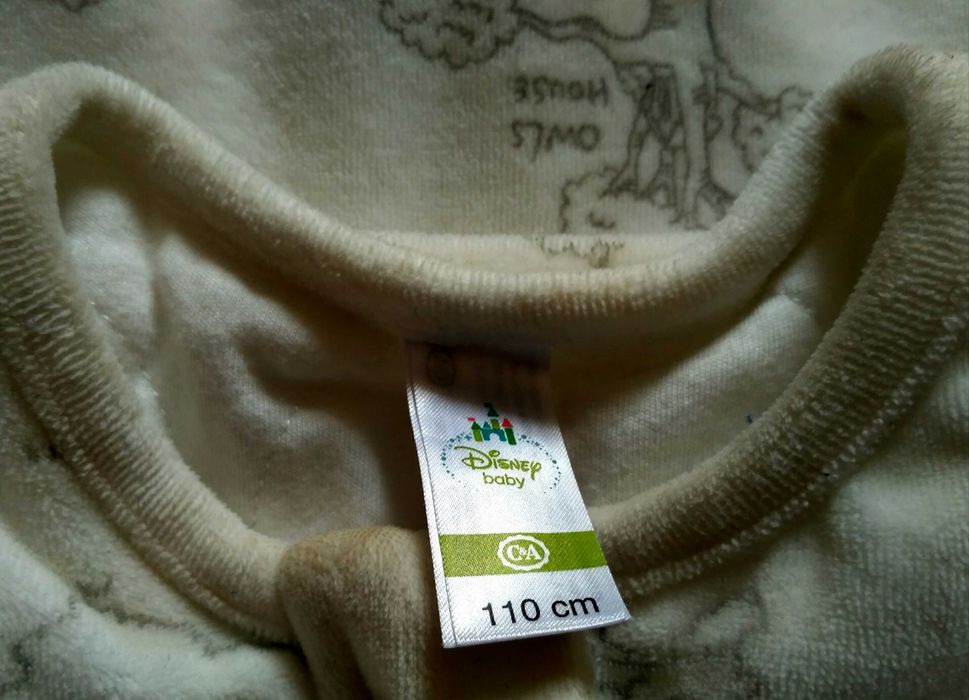 OWLS
HOUSE
Disney
baby
C&A
110 cm